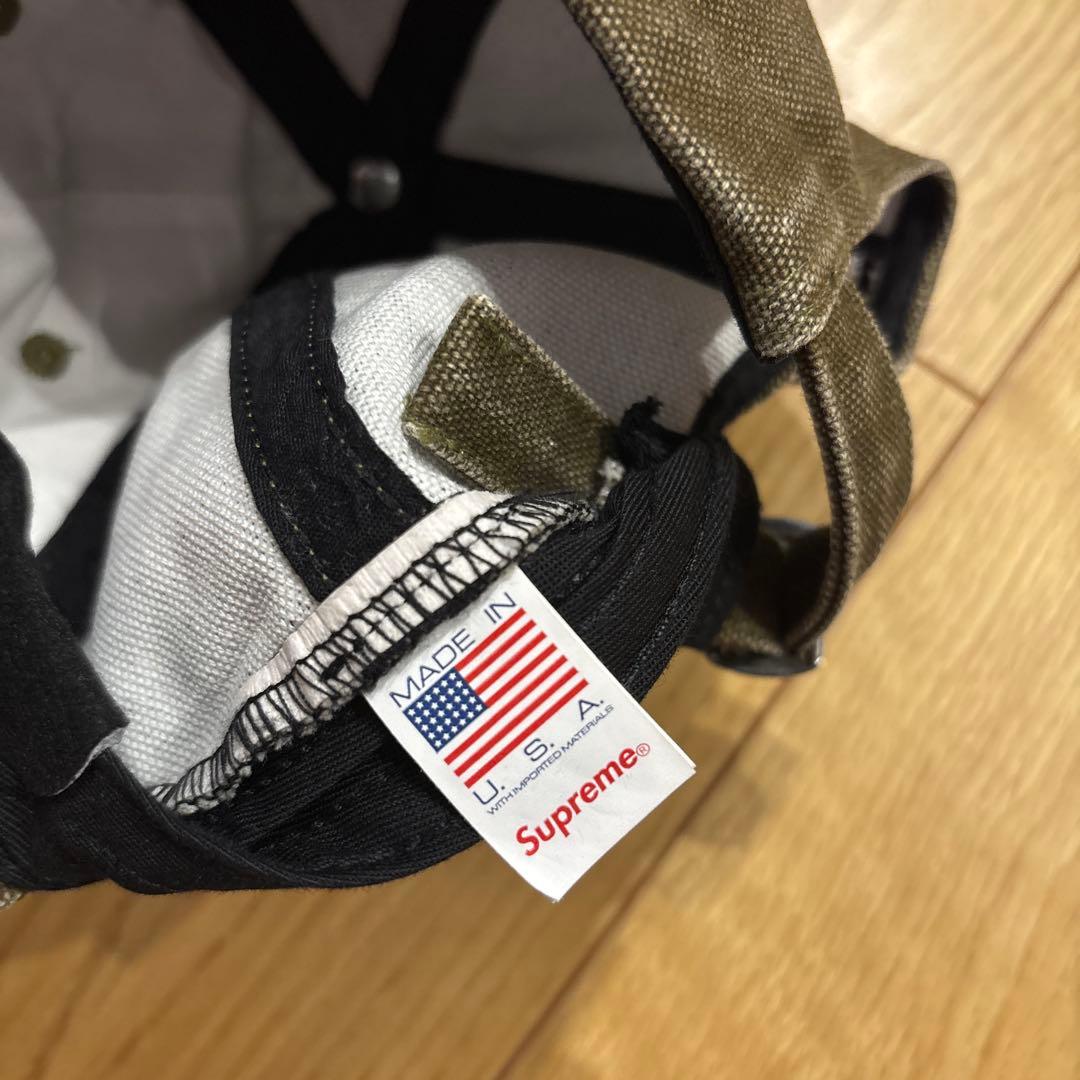 MADE IN
U. S. A.
WITH IMPORTED MATERIALS
Supreme®